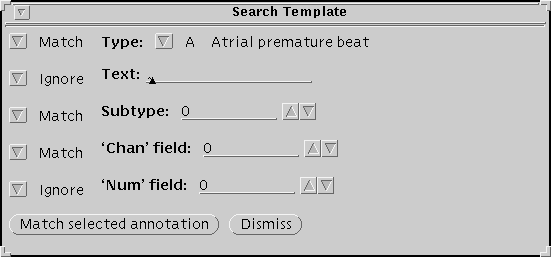 Search Template
Match Type: A Atrial premature beat
Ignore Text:
Match Subtype: 0
Match ‘Chan’ field: 0
Ignore ‘Num’ field: 0
Match selected annotation Dismiss